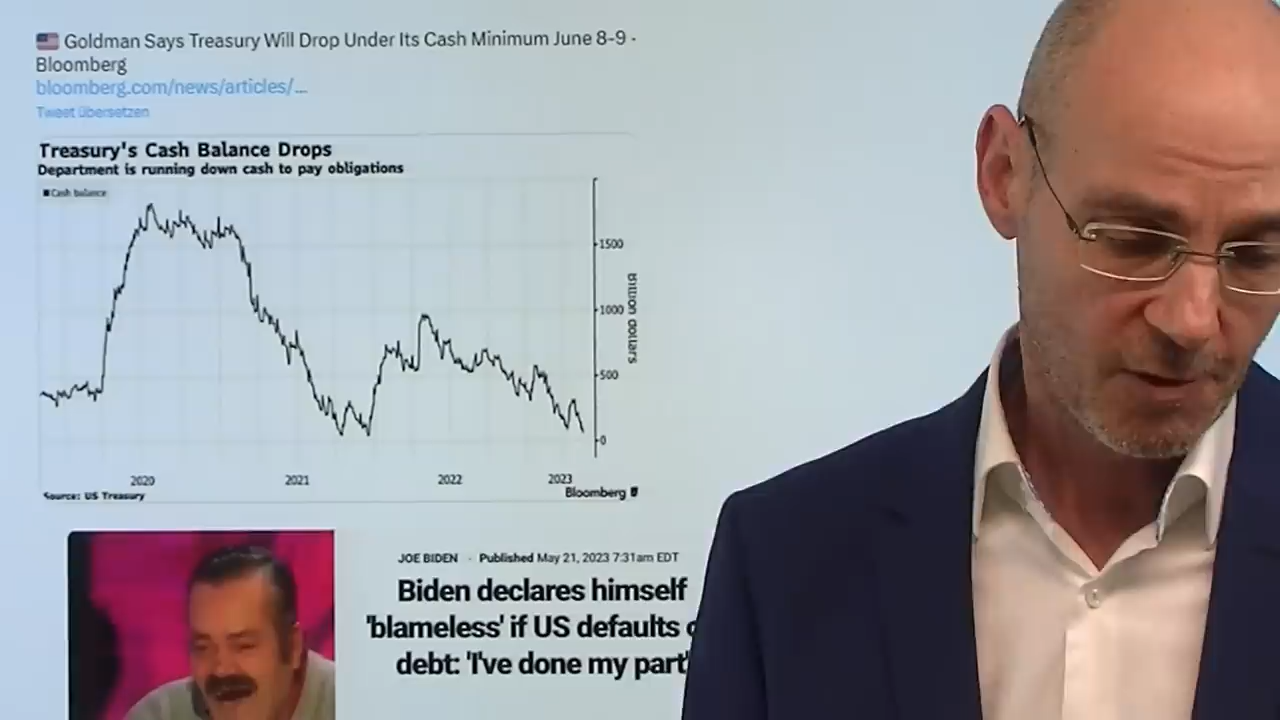 Goldman Says Treasury Will Drop Under Its Cash Minimum June 8-9 -
Bloomberg
bloomberg.com/news/articles/...
Tweet übersetzen
Treasury's Cash Balance Drops
Department is running down cash to pay obligations
Cash balance
1500
1000
500
0
Billion dollars
2020 2021 2022 2023
Source: US Treasury
Bloomberg
JOE BIDEN · Published May 21, 2023 7:31am EDT
Biden declares himself
'blameless' if US defaults
debt: 'I've done my part'